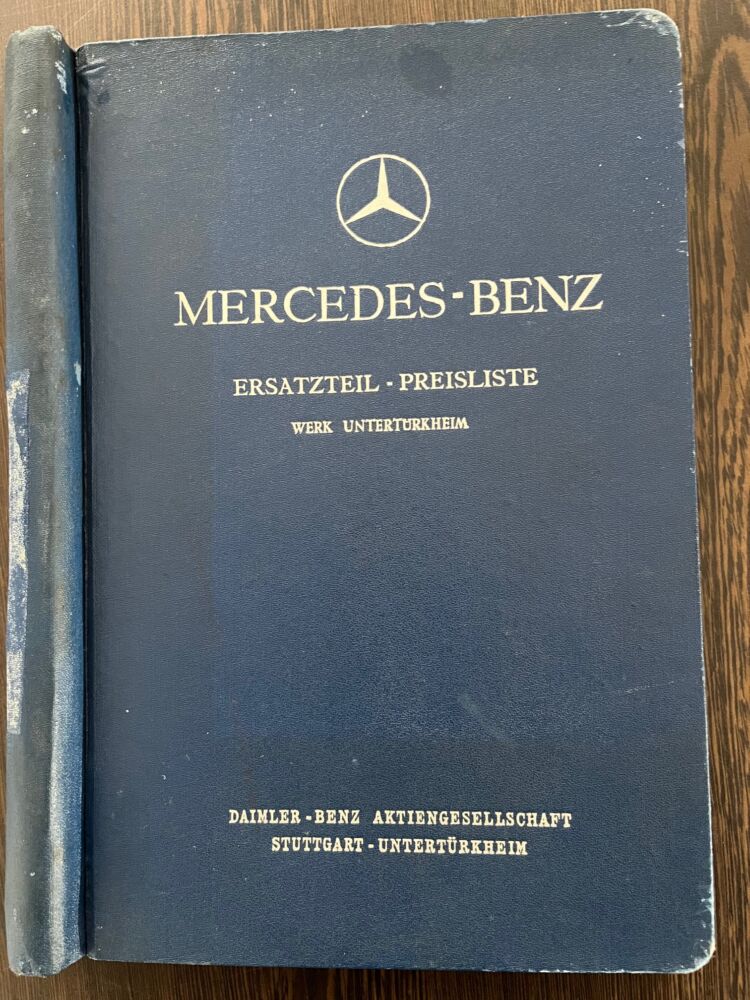 MERCEDES-BENZ
ERSATZTEIL - PREISLISTE
WERK UNTERTÜRKHEIM
DAIMLER-BENZ AKTIENGESELLSCHAFT
STUTTGART-UNTERTÜRKHEIM